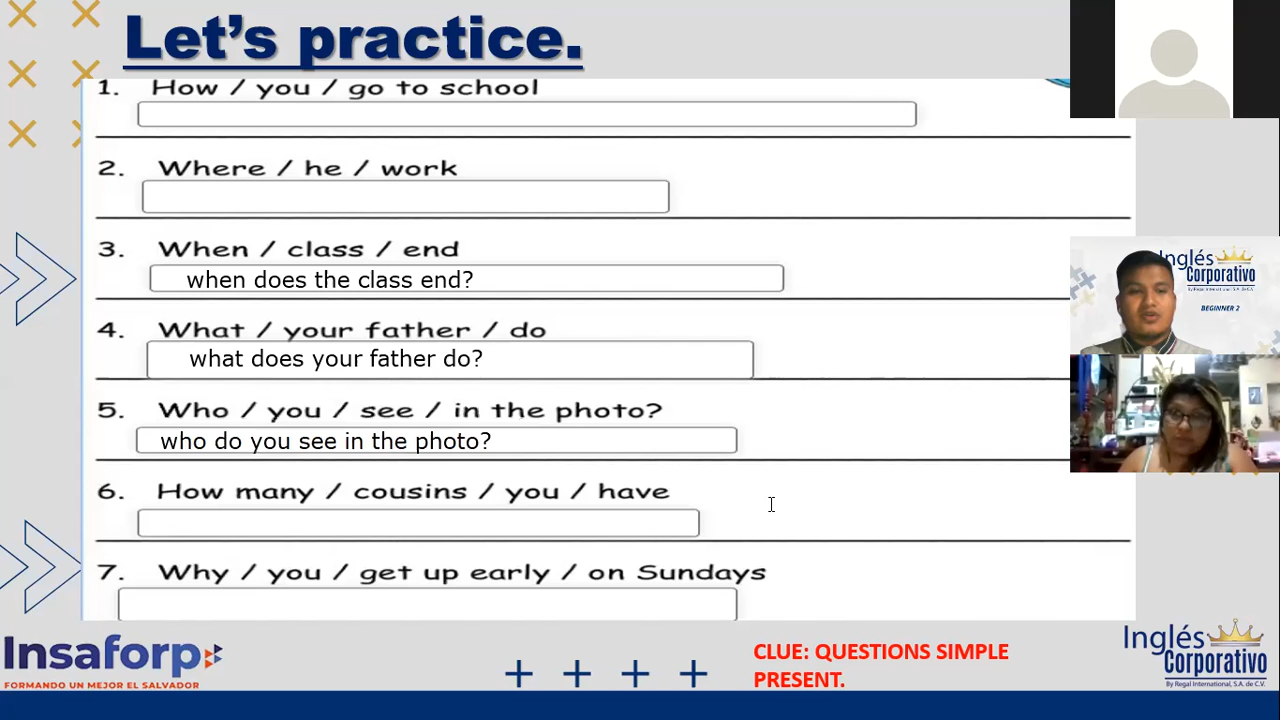 Let's practice.
1. How / you / go to school
2. Where / he / work
3. When / class / end
when does the class end?
4. What / your father / do
what does your father do?
5. Who / you / see / in the photo?
who do you see in the photo?
6. How many / cousins / you / have
7. Why / you / get up early / on Sundays
Inglés
Corporativo
By Regal International, S.A. de C.V.
BEGINNER 2
Insaforp
FORMANDO UN MEJOR EL SALVADOR
CLUE: QUESTIONS SIMPLE
PRESENT.
Inglés
Corporativo
By Regal International, S.A. de C.V.